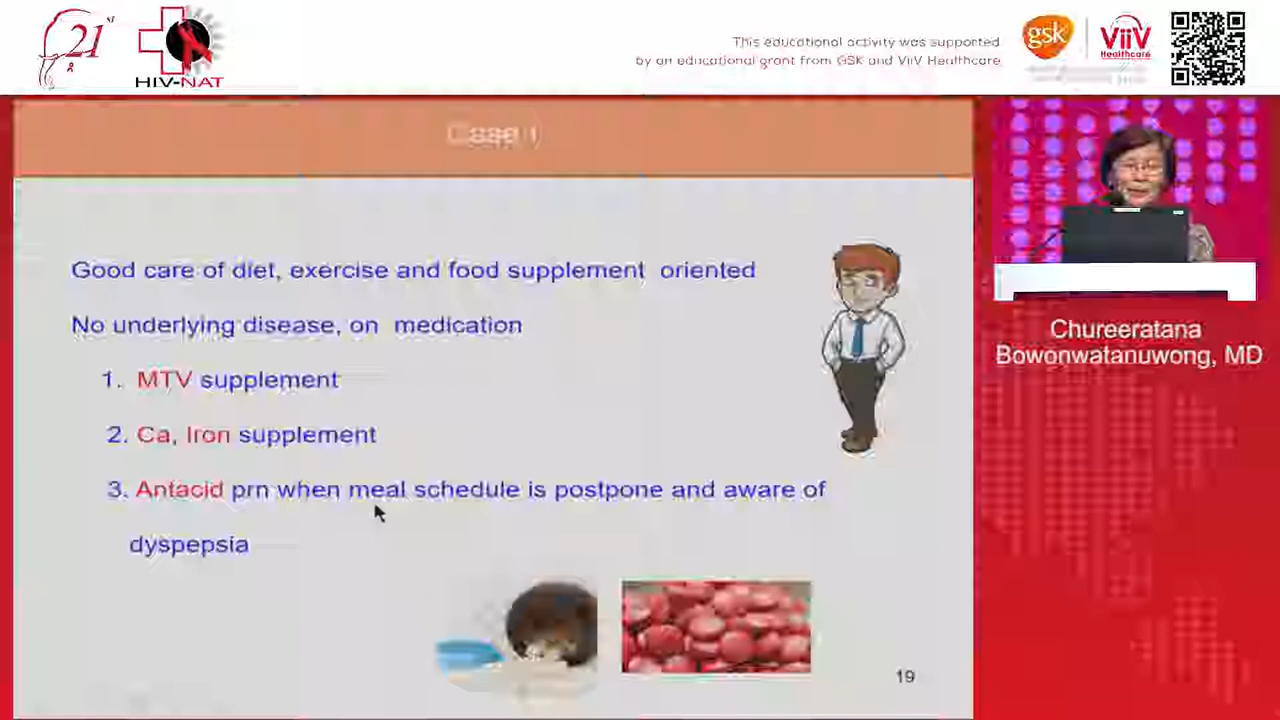 21st
HIV-NAT
This educational activity was supported
by an educational grant from GSK and ViiV Healthcare
gsk
ViiV
Healthcare
Case I
Good care of diet, exercise and food supplement oriented
No underlying disease, on medication
1. MTV supplement
2. Ca, Iron supplement
3. Antacid prn when meal schedule is postpone and aware of
dyspepsia
19
Chureeratana
Bowonwatanuwong, MD